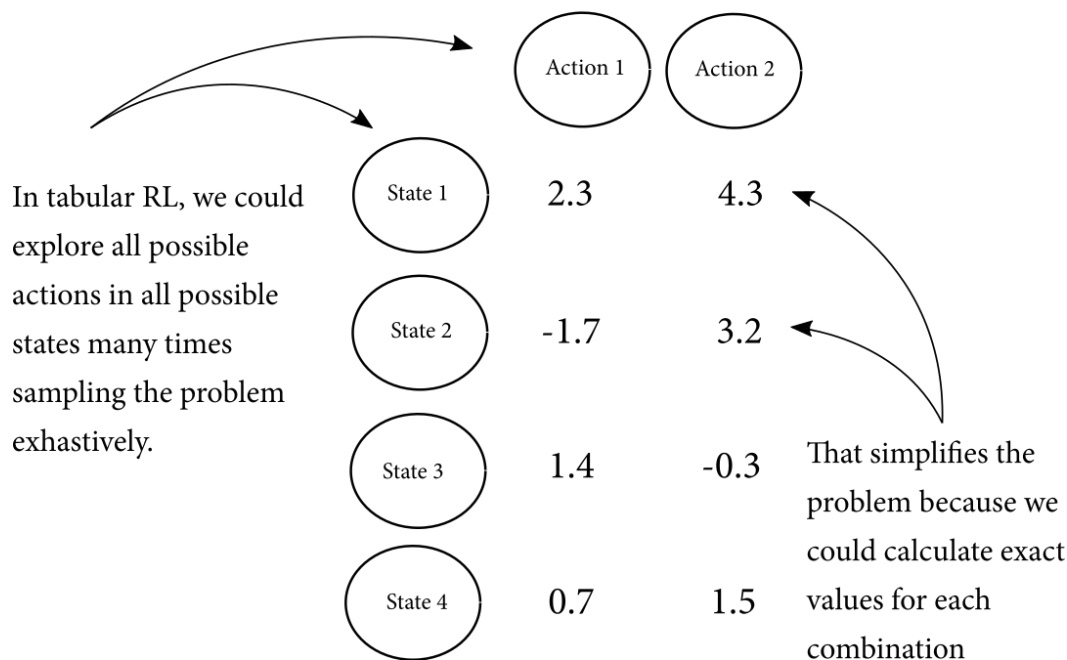 Action 1 Action 2
In tabular RL, we could
explore all possible
actions in all possible
states many times
sampling the problem
exhastively.
State 1 2.3 4.3
State 2 -1.7 3.2
State 3 1.4 -0.3
State 4 0.7 1.5
That simplifies the
problem because we
could calculate exact
values for each
combination